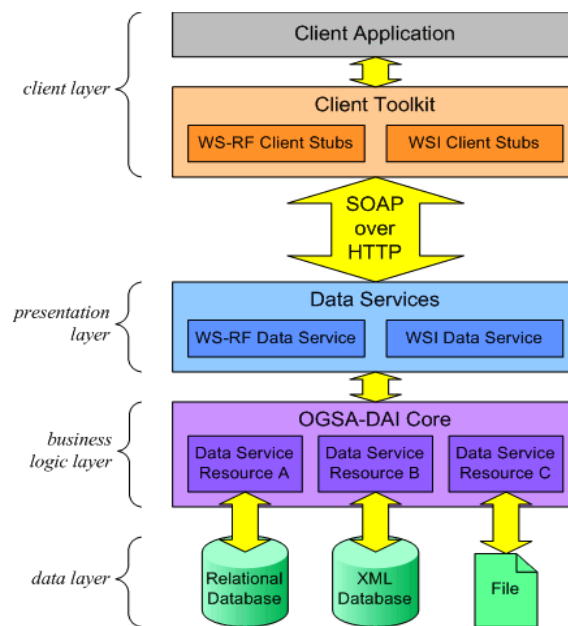 Client Application
client layer
Client Toolkit
WS-RF Client Stubs
WSI Client Stubs
SOAP
over
HTTP
Data Services
presentation
layer
WS-RF Data Service
WSI Data Service
OGSA-DAI Core
business
logic layer
Data Service
Resource A
Data Service
Resource B
Data Service
Resource C
data layer
Relational
Database
XML
Database
File